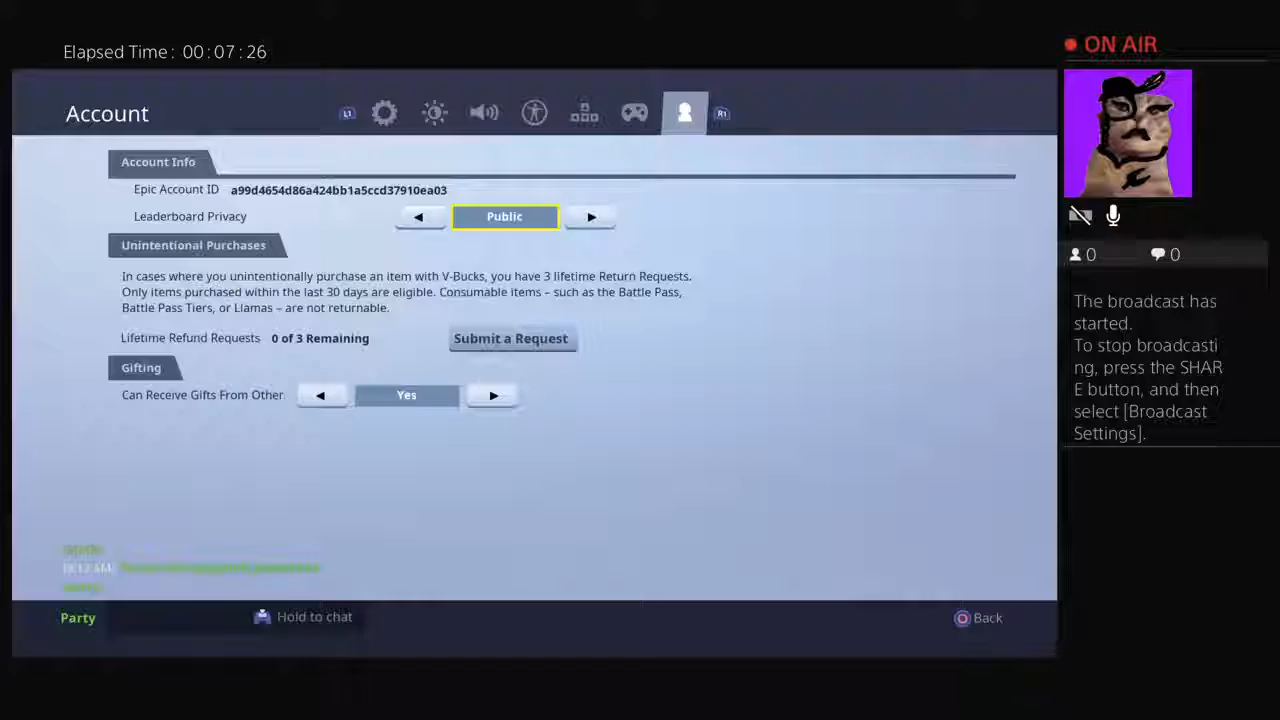 Elapsed Time: 00:07:26
ON AIR
Account
L1
R1
Account Info
Epic Account ID a99d4654d86a424bb1a5ccd37910ea03
Leaderboard Privacy
Public
Unintentional Purchases
In cases where you unintentionally purchase an item with V-Bucks, you have 3 lifetime Return Requests.
Only items purchased within the last 30 days are eligible. Consumable items – such as the Battle Pass,
Battle Pass Tiers, or Llamas – are not returnable.
Lifetime Refund Requests 0 of 3 Remaining
Submit a Request
Gifting
Can Receive Gifts From Other
Yes
Party
Hold to chat
Back
0
0
The broadcast has
started.
To stop broadcasti
ng, press the SHAR
E button, and then
select [Broadcast
Settings].